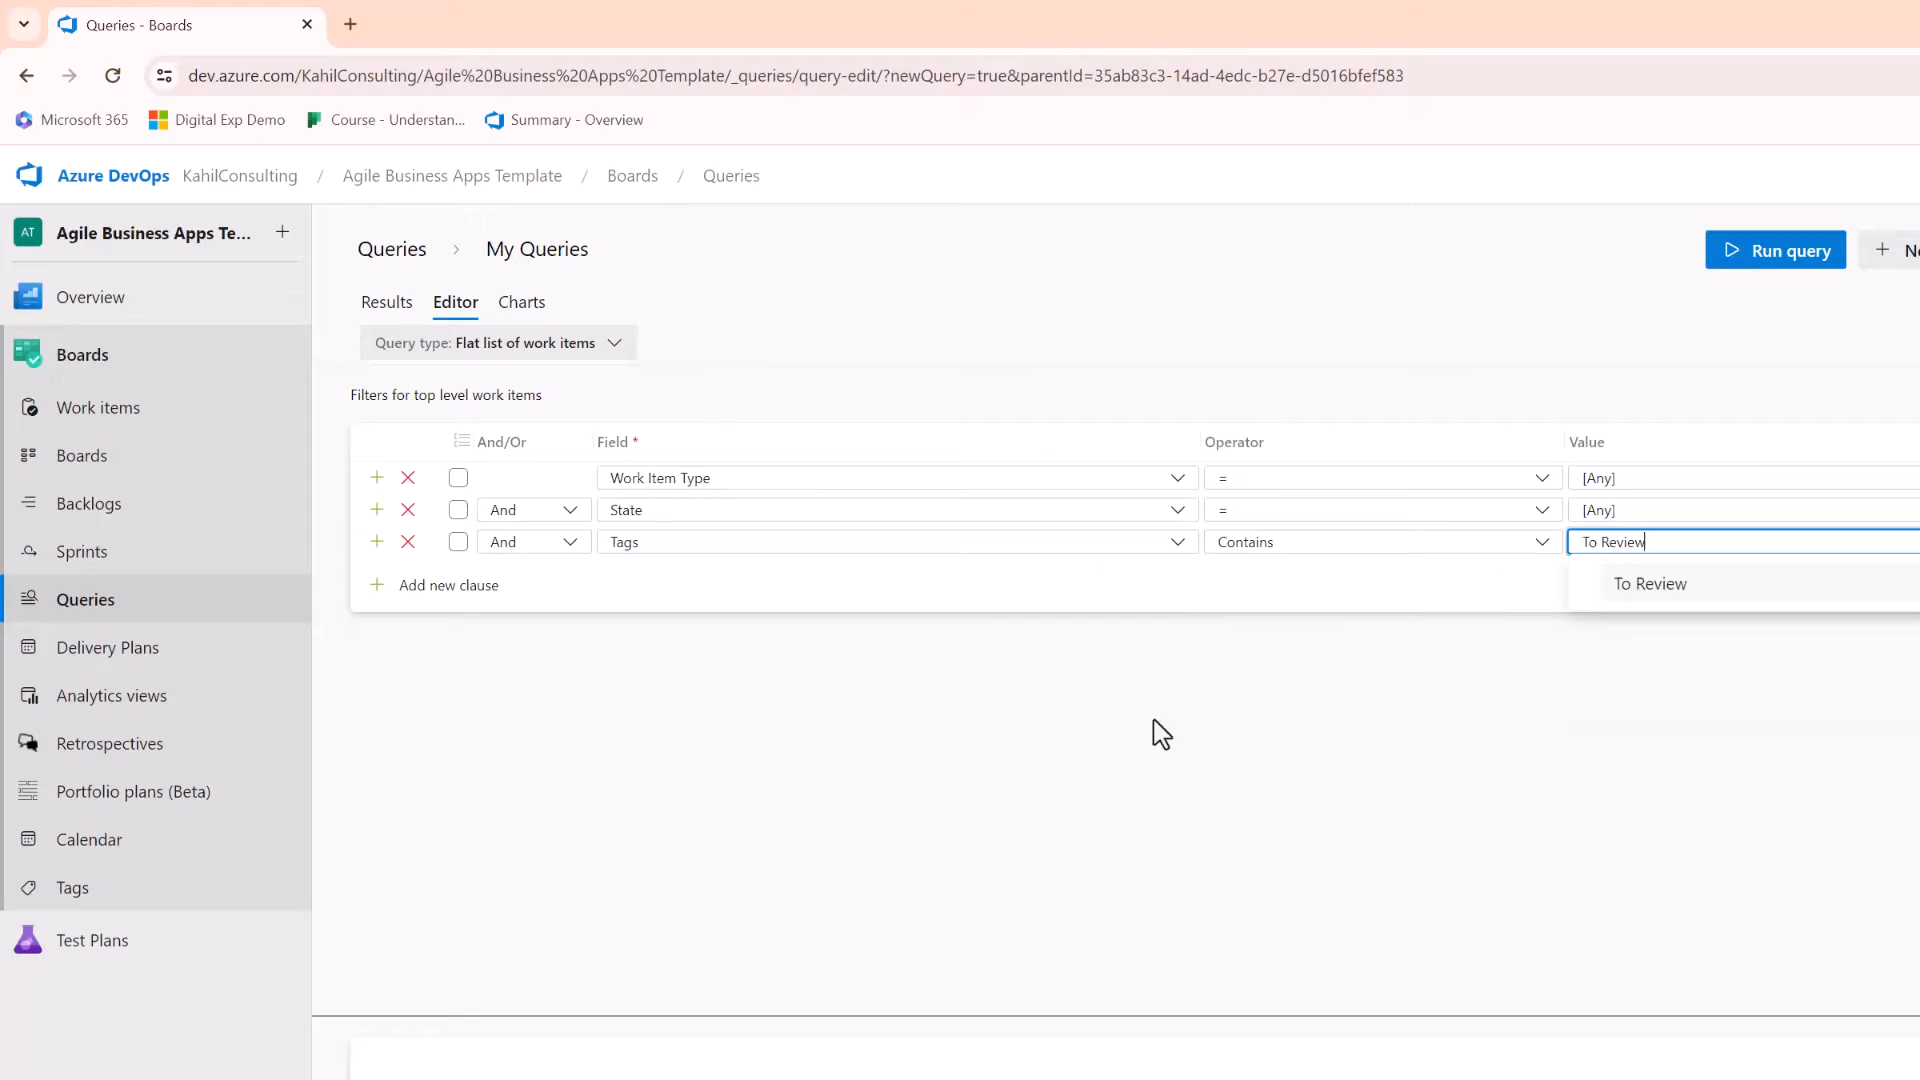 Queries - Boards
dev.azure.com/KahilConsulting/Agile%20Business%20Apps%20Template/_queries/query-edit/?newQuery=true&parentId=35ab83c3-14ad-4edc-b27e-d5016bfef583
Microsoft 365 Digital Exp Demo Course - Understan... Summary - Overview
Azure DevOps KahilConsulting / Agile Business Apps Template / Boards / Queries
AT Agile Business Apps Te...
Overview
Boards
Work items
Boards
Backlogs
Sprints
Queries
Delivery Plans
Analytics views
Retrospectives
Portfolio plans (Beta)
Calendar
Tags
Test Plans
Queries > My Queries
Run query
Results Editor Charts
Query type: Flat list of work items
Filters for top level work items
And/Or Field * Operator Value
Work Item Type = [Any]
And State = [Any]
And Tags Contains To Review
+ Add new clause
To Review